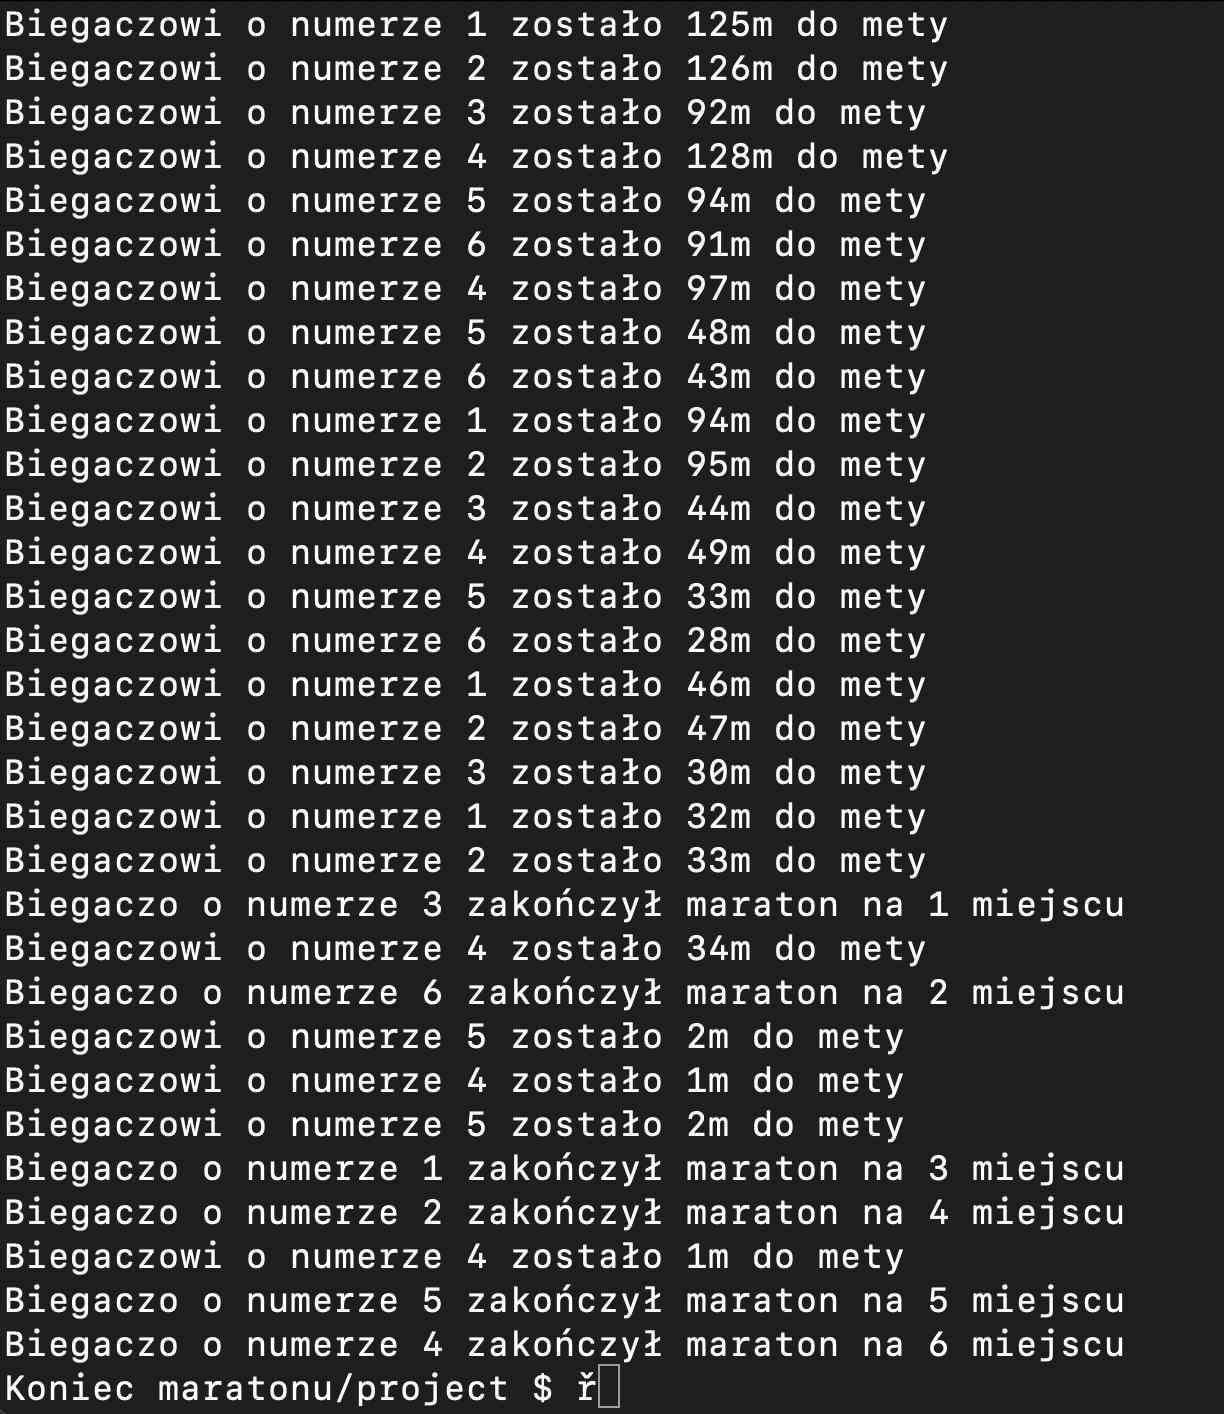 Biegaczowi o numerze 1 zostało 125m do mety
Biegaczowi o numerze 2 zostało 126m do mety
Biegaczowi o numerze 3 zostało 92m do mety
Biegaczowi o numerze 4 zostało 128m do mety
Biegaczowi o numerze 5 zostało 94m do mety
Biegaczowi o numerze 6 zostało 91m do mety
Biegaczowi o numerze 4 zostało 97m do mety
Biegaczowi o numerze 5 zostało 48m do mety
Biegaczowi o numerze 6 zostało 43m do mety
Biegaczowi o numerze 1 zostało 94m do mety
Biegaczowi o numerze 2 zostało 95m do mety
Biegaczowi o numerze 3 zostało 44m do mety
Biegaczowi o numerze 4 zostało 49m do mety
Biegaczowi o numerze 5 zostało 33m do mety
Biegaczowi o numerze 6 zostało 28m do mety
Biegaczowi o numerze 1 zostało 46m do mety
Biegaczowi o numerze 2 zostało 47m do mety
Biegaczowi o numerze 3 zostało 30m do mety
Biegaczowi o numerze 1 zostało 32m do mety
Biegaczowi o numerze 2 zostało 33m do mety
Biegaczo o numerze 3 zakończył maraton na 1 miejscu
Biegaczowi o numerze 4 zostało 34m do mety
Biegaczo o numerze 6 zakończył maraton na 2 miejscu
Biegaczowi o numerze 5 zostało 2m do mety
Biegaczowi o numerze 4 zostało 1m do mety
Biegaczowi o numerze 5 zostało 2m do mety
Biegaczo o numerze 1 zakończył maraton na 3 miejscu
Biegaczo o numerze 2 zakończył maraton na 4 miejscu
Biegaczowi o numerze 4 zostało 1m do mety
Biegaczo o numerze 5 zakończył maraton na 5 miejscu
Biegaczo o numerze 4 zakończył maraton na 6 miejscu
Koniec maratonu/project $ ř